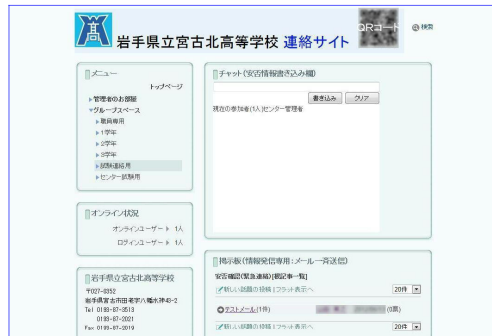 高
岩手県立宮古北高等学校 連絡サイト
QRコード
検索
メニュー
トップページ
管理者のお部屋
グループスペース
職員専用
1学年
2学年
3学年
試験連絡用
センター試験用
オンライン状況
オンラインユーザー 1人
ログインユーザー 1人
岩手県立宮古北高等学校
〒027-0352
岩手県宮古市田老字八幡水神43-2
Tel 0193-87-3513
0193-87-2021
Fax 0193-87-2019
チャット(安否情報書き込み欄)
書き込み クリア
現在の参加者(1人)センター管理者
掲示板(情報発信専用:メール一斉送信)
安否確認(緊急連絡)[根記事一覧]
新しい話題の投稿 | フラット表示へ 20件
テストメール(1件) (0票)
新しい話題の投稿 | フラット表示へ 20件